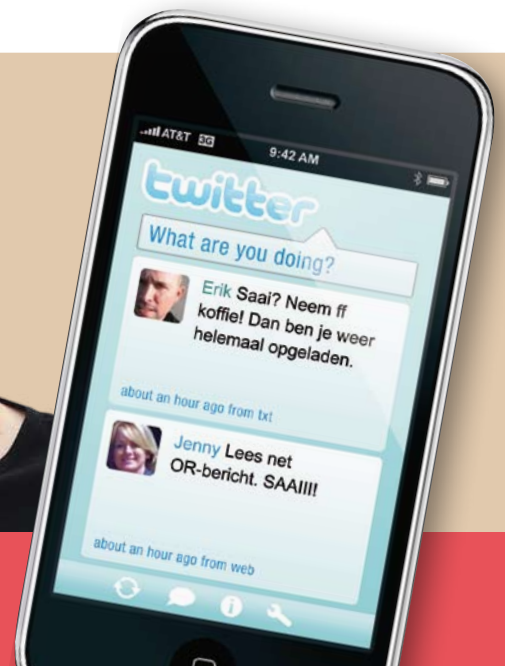 AT&T 3G 9:42 AM
twitter
What are you doing?
Erik Saai? Neem ff
koffie! Dan ben je weer
helemaal opgeladen.
about an hour ago from txt
Jenny Lees net
OR-bericht. SAAIII!
about an hour ago from web